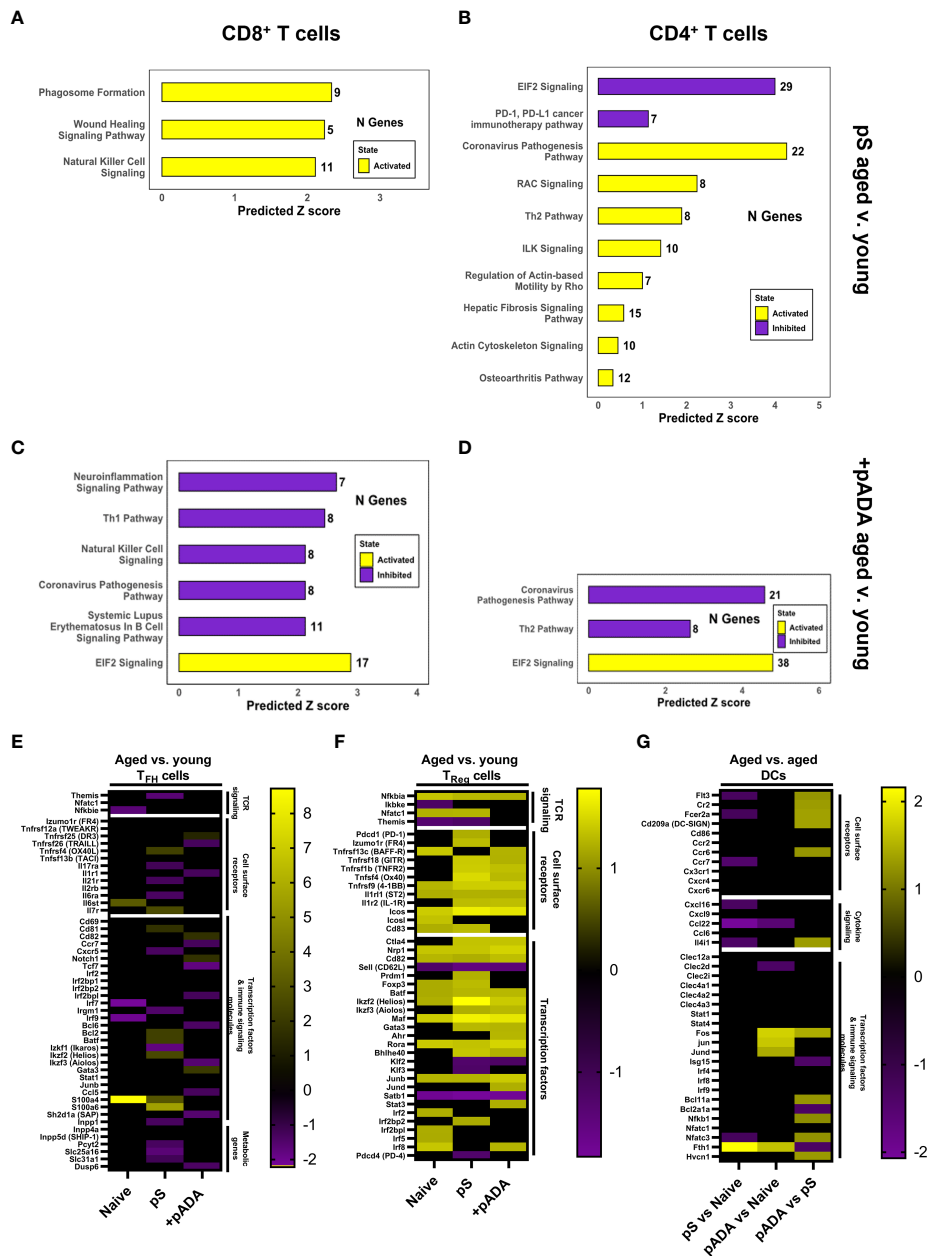 A
CD8+ T cells
Phagosome Formation
9
Wound Healing
Signaling Pathway
5
N Genes
Natural Killer Cell
Signaling
11
State
Activated
0
1
2
3
Predicted Z score
B
CD4+ T cells
EIF2 Signaling
29
PD-1, PD-L1 cancer
immunotherapy pathway
7
Coronavirus Pathogenesis
Pathway
22
RAC Signaling
8
Th2 Pathway
8
N Genes
ILK Signaling
10
Regulation of Actin-based
Motility by Rho
7
Hepatic Fibrosis Signaling
Pathway
15
State
Activated
Inhibited
Actin Cytoskeleton Signaling
10
Osteoarthritis Pathway
12
0
1
2
3
4
5
Predicted Z score
pS aged v. young
C
Neuroinflammation
Signaling Pathway
7
N Genes
Th1 Pathway
8
Natural Killer Cell
Signaling
8
State
Activated
Inhibited
Coronavirus Pathogenesis
Pathway
8
Systemic Lupus
Erythematosus In B Cell
Signaling Pathway
11
EIF2 Signaling
17
0
1
2
3
4
Predicted Z score
D
Coronavirus
Pathogenesis Pathway
21
Th2 Pathway
8
N Genes
State
Activated
Inhibited
EIF2 Signaling
38
0
2
4
6
Predicted Z score
+pADA aged v. young
E
Aged vs. young
TFH cells
Themis
Nfatc1
Nfkbie
Izumo1r (FR4)
Tnfrsf12a (TWEAKR)
Tnfrsf25 (DR3)
Tnfrsf26 (TRAILL)
Tnfrsf4 (OX40L)
Tnfsf13b (TACI)
Il17ra
Il1r1
Il21r
Il2rb
Il6ra
Il6st
Il7r
Cd69
Cd81
Cd82
Ccr7
Cxcr5
Notch1
Tcf7
Irf2
Irf2bp1
Irf2bp2
Irf2bpl
Irf7
Irgm1
Irf9
Bcl6
Bcl2
Batf
Izkf1 (Ikaros)
Ikzf2 (Helios)
Ikzf3 (Aiolos)
Gata3
Stat1
Junb
Ccl5
S100a4
S100a6
Sh2d1a (SAP)
Inpp1
Inpp4a
Inpp5d (SHIP-1)
Pcyt2
Slc25a16
Slc31a1
Dusp6
TCR
signaling
Cell surface
receptors
Transcription factors
& immune signaling
molecules
Metabolic
genes
8
7
6
5
4
3
2
1
0
-1
-2
Naive
pS
+pADA
F
Aged vs. young
TReg cells
Nfkbia
Ikbke
Nfatc1
Themis
Pdcd1 (PD-1)
Izumo1r (FR4)
Tnfrsf13c (BAFF-R)
Tnfrsf18 (GITR)
Tnfrsf1b (TNFR2)
Tnfsf4 (Ox40)
Tnfrsf9 (4-1BB)
Il1rl1 (ST2)
Il1r2 (IL-1R)
Icos
Icosl
Cd83
Ctla4
Nrp1
Cd82
Sell (CD62L)
Prdm1
Foxp3
Batf
Ikzf2 (Helios)
Ikzf3 (Aiolos)
Maf
Gata3
Ahr
Rora
Bhlhe40
Klf2
Klf3
Junb
Jund
Satb1
Stat3
Irf2
Irf2bp2
Irf2bpl
Irf5
Irf8
Pdcd4 (PD-4)
TCR
signaling
Cell surface
receptors
Transcription factors
1
0
-1
Naive
pS
+pADA
G
Aged vs. aged
DCs
Flt3
Cr2
Fcer2a
Cd209a (DC-SIGN)
Cd86
Ccr2
Ccr6
Ccr7
Cx3cr1
Cxcr4
Cxcr6
Cxcl16
Cxcl9
Ccl22
Ccl6
Il4i1
Clec12a
Clec2d
Clec2i
Clec4a1
Clec4a2
Clec4a3
Stat1
Stat4
Fos
jun
Jund
Isg15
Irf4
Irf8
Irf9
Bcl11a
Bcl2a1a
Nfkb1
Nfatc1
Nfatc3
Fth1
Hvcn1
Cell surface
receptors
Cytokine
signaling
Transcription factors
& immune signaling
molecules
2
1
0
-1
-2
pS vs Naive
pADA vs Naive
pADA vs pS